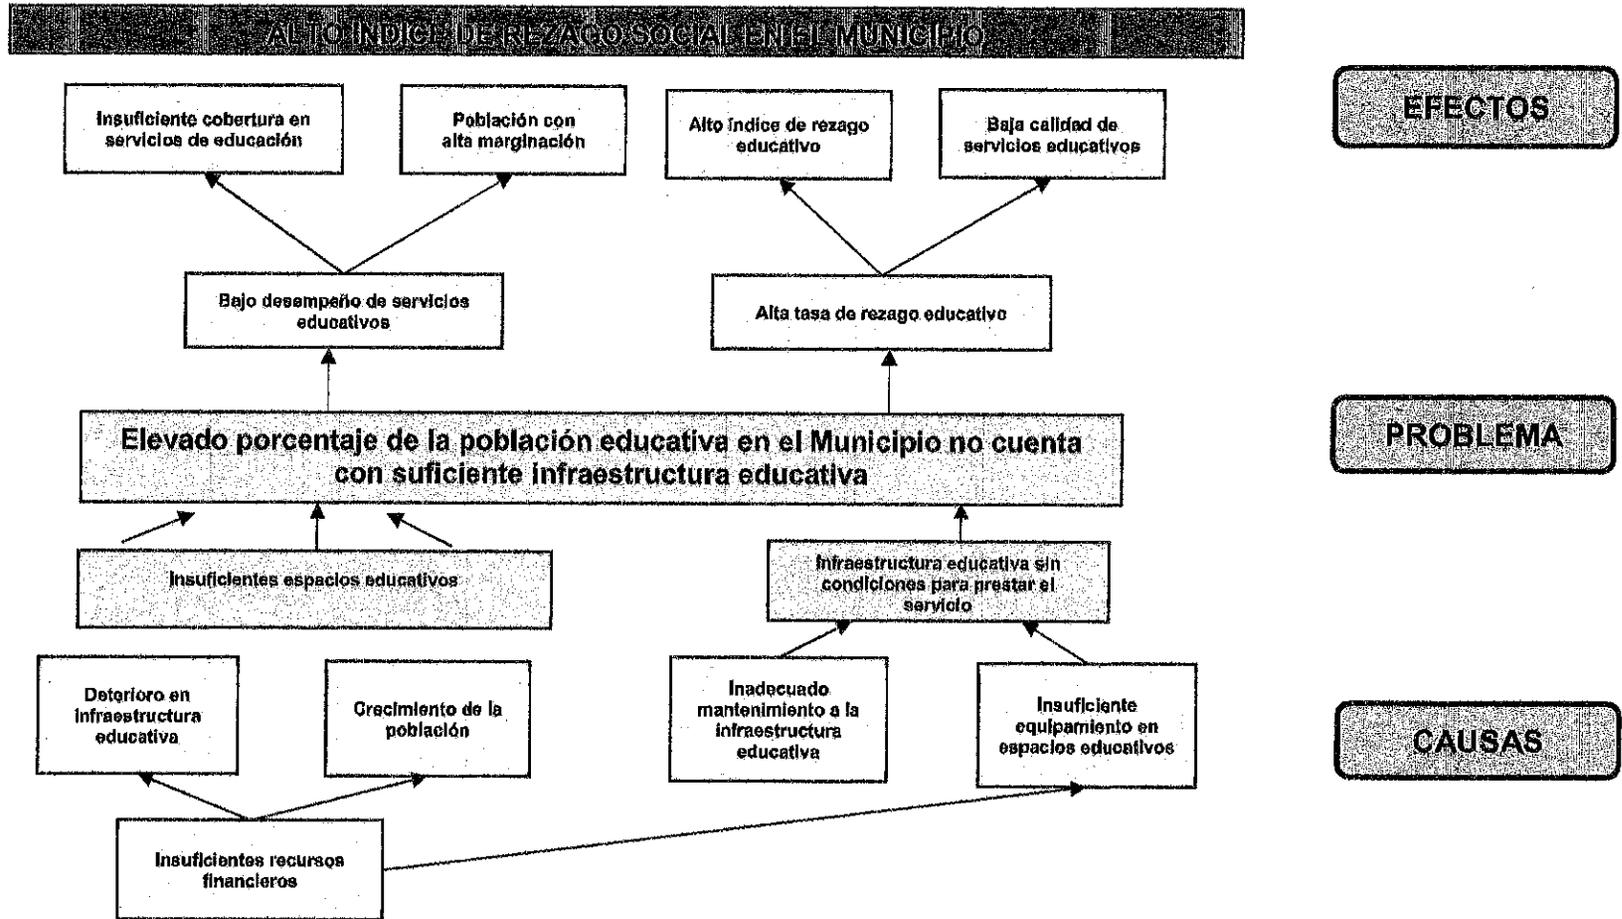 ALTO ÍNDICE DE REZAGO SOCIAL EN EL MUNICIPIO
Insuficiente cobertura en
servicios de educación
Población con
alta marginación
Alto índice de rezago
educativo
Baja calidad de
servicios educativos
EFECTOS
Bajo desempeño de servicios
educativos
Alta tasa de rezago educativo
Elevado porcentaje de la población educativa en el Municipio no cuenta
con suficiente infraestructura educativa
PROBLEMA
Insuficientes espacios educativos
Infraestructura educativa sin
condiciones para prestar el
servicio
Deterioro en
infraestructura
educativa
Crecimiento de la
población
Inadecuado
mantenimiento a la
infraestructura
educativa
Insuficiente
equipamiento en
espacios educativos
CAUSAS
Insuficientes recursos
financieros